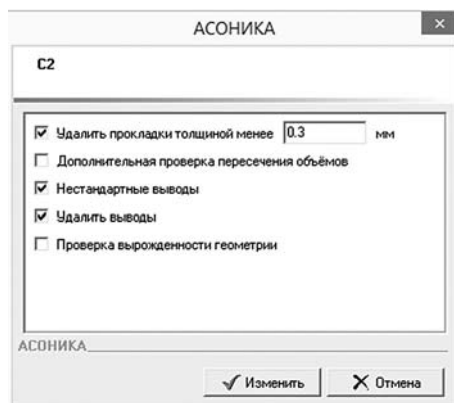 АСОНИКА
C2
Удалить прокладки толщиной менее 0.3 мм
Дополнительная проверка пересечения объёмов
Нестандартные выводы
Удалить выводы
Проверка вырожденности геометрии
АСОНИКА
Изменить Отмена